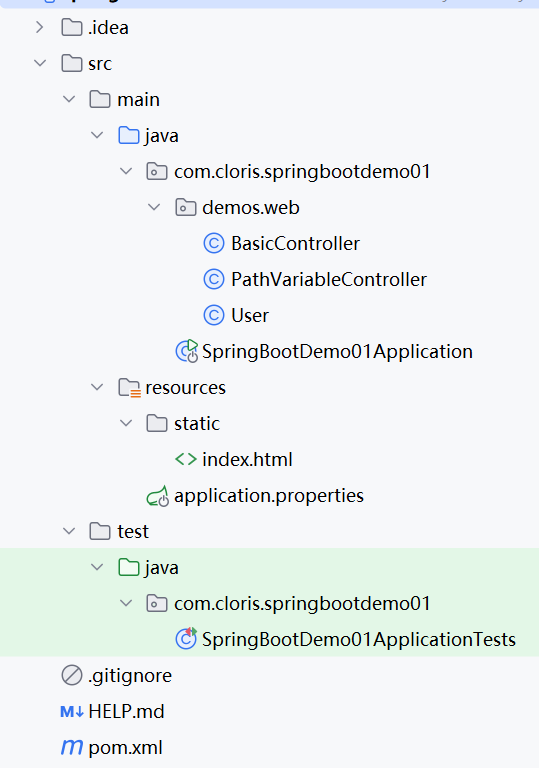 .idea
src
main
java
com.cloris.springbootdemo01
demos.web
BasicController
PathVariableController
User
SpringBootDemo01Application
resources
static
index.html
application.properties
test
java
com.cloris.springbootdemo01
SpringBootDemo01ApplicationTests
.gitignore
HELP.md
pom.xml